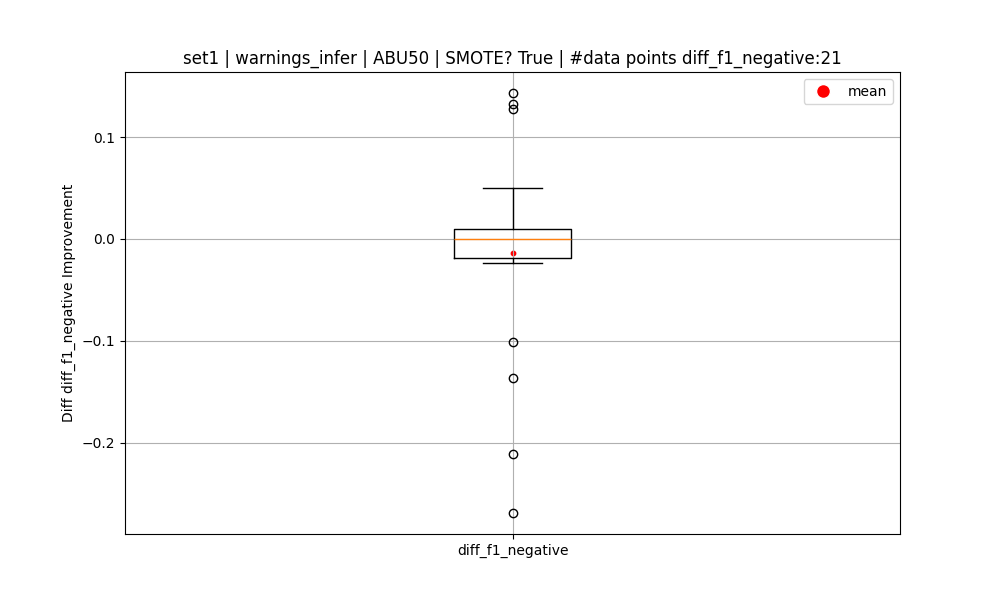 set1 | warnings_infer | ABU50 | SMOTE? True | #data points diff_f1_negative:21
mean
0.1
0.0
−0.1
−0.2
Diff diff_f1_negative Improvement
diff_f1_negative